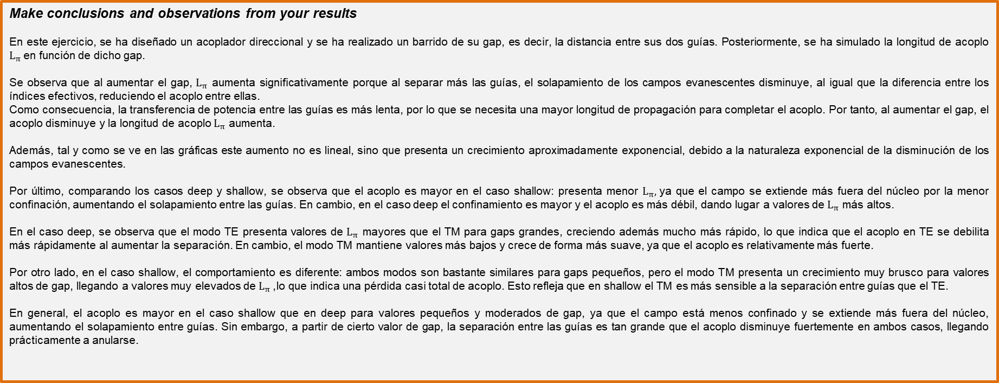 Make conclusions and observations from your results
En este ejercicio, se ha diseñado un acoplador direccional y se ha realizado un barrido de su gap, es decir, la distancia entre sus dos guías. Posteriormente, se ha simulado la longitud de acoplo
Lπ en función de dicho gap.
Se observa que al aumentar el gap, Lπ aumenta significativamente porque al separar más las guías, el solapamiento de los campos evanescentes disminuye, al igual que la diferencia entre los
índices efectivos, reduciendo el acoplo entre ellas.
Como consecuencia, la transferencia de potencia entre las guías es más lenta, por lo que se necesita una mayor longitud de propagación para completar el acoplo. Por tanto, al aumentar el gap, el
acoplo disminuye y la longitud de acoplo Lπ aumenta.
Además, tal y como se ve en las gráficas este aumento no es lineal, sino que presenta un crecimiento aproximadamente exponencial, debido a la naturaleza exponencial de la disminución de los
campos evanescentes.
Por último, comparando los casos deep y shallow, se observa que el acoplo es mayor en el caso shallow: presenta menor Lπ, ya que el campo se extiende más fuera del núcleo por la menor
confinación, aumentando el solapamiento entre las guías. En cambio, en el caso deep el confinamiento es mayor y el acoplo es más débil, dando lugar a valores de Lπ más altos.
En el caso deep, se observa que el modo TE presenta valores de Lπ mayores que el TM para gaps grandes, creciendo además mucho más rápido, lo que indica que el acoplo en TE se debilita
más rápidamente al aumentar la separación. En cambio, el modo TM mantiene valores más bajos y crece de forma más suave, ya que el acoplo es relativamente más fuerte.
Por otro lado, en el caso shallow, el comportamiento es diferente: ambos modos son bastante similares para gaps pequeños, pero el modo TM presenta un crecimiento muy brusco para valores
altos de gap, llegando a valores muy elevados de Lπ ,lo que indica una pérdida casi total de acoplo. Esto refleja que en shallow el TM es más sensible a la separación entre guías que el TE.
En general, el acoplo es mayor en el caso shallow que en deep para valores pequeños y moderados de gap, ya que el campo está menos confinado y se extiende más fuera del núcleo,
aumentando el solapamiento entre guías. Sin embargo, a partir de cierto valor de gap, la separación entre las guías es tan grande que el acoplo disminuye fuertemente en ambos casos, llegando
prácticamente a anularse.